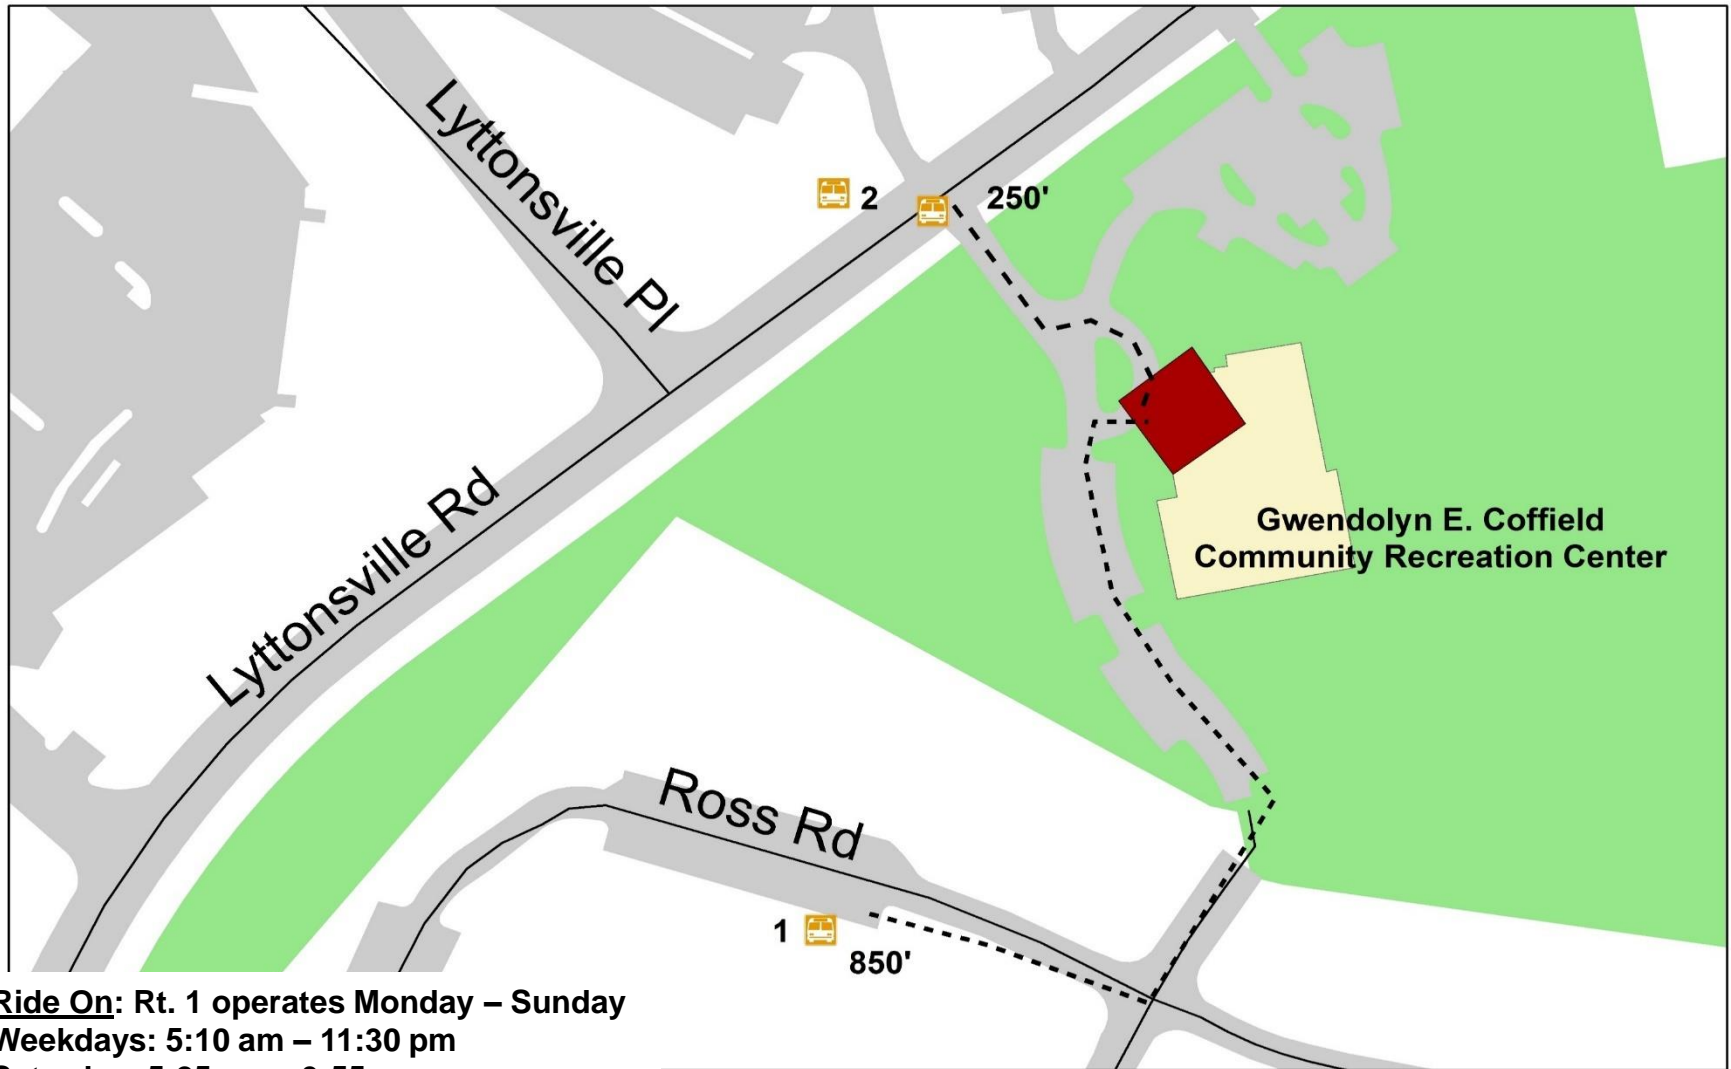 Lyttonsville Pl
2
250'
Lyttonsville Rd
Gwendolyn E. Coffield
Community Recreation Center
Ross Rd
1
850'
Ride On: Rt. 1 operates Monday – Sunday
Weekdays: 5:10 am – 11:30 pm